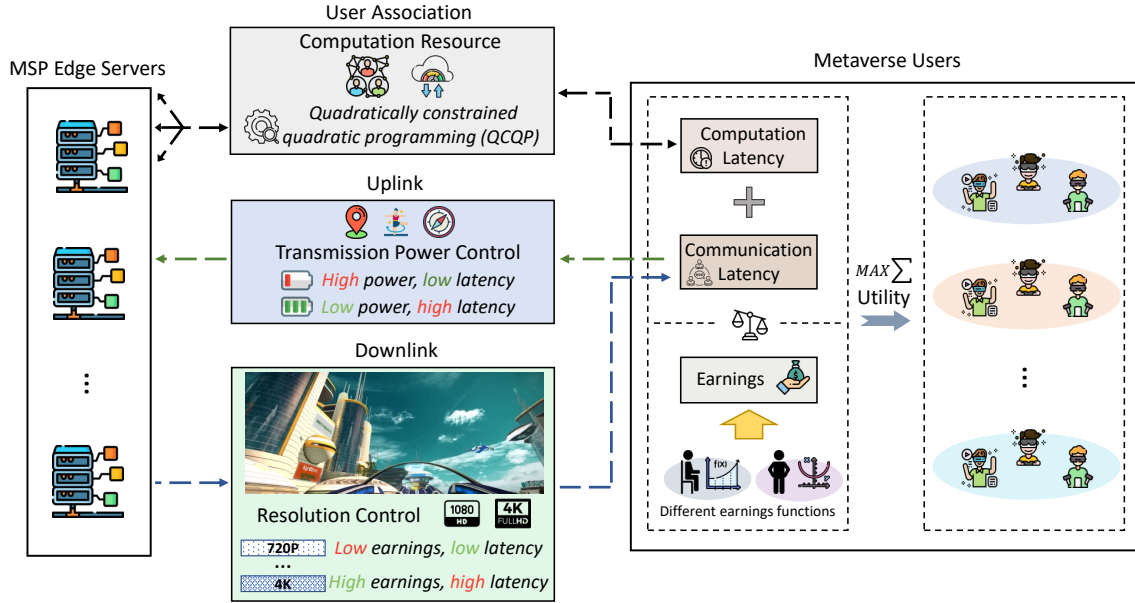 User Association
Computation Resource
Quadratically constrained
quadratic programming (QCQP)
MSP Edge Servers
...
Uplink
Transmission Power Control
High power, low latency
Low power, high latency
Downlink
Resolution Control
1080
HD
4K
FULLHD
720P
Low earnings, low latency
...
4K
High earnings, high latency
Metaverse Users
Computation
Latency
+
Communication
Latency
Earnings
$
f(X)
Different earnings functions
MAX∑
Utility
...